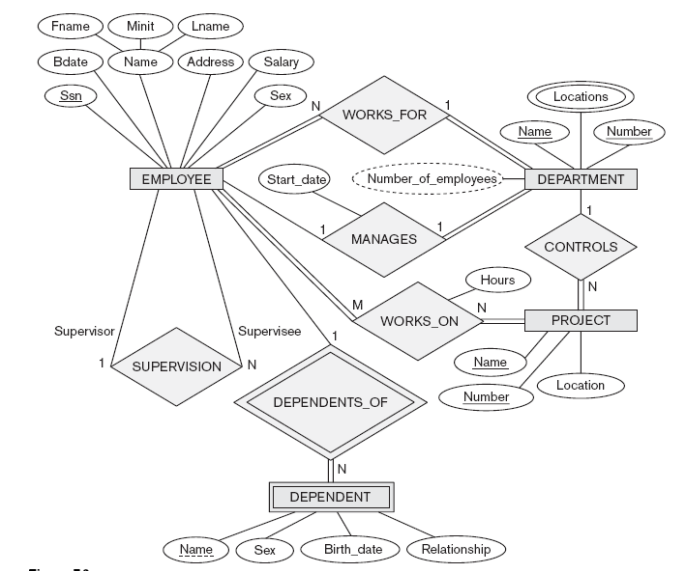 Fname Minit Lname
Bdate Name Address Salary
Ssn Sex
Locations
Name Number
N WORKS_FOR 1
EMPLOYEE
Start_date
Number_of_employees
DEPARTMENT
1 MANAGES 1
1
CONTROLS
N
Hours
M WORKS_ON N
PROJECT
Name
Number
Location
Supervisor Supervisee
1 SUPERVISION N
1
DEPENDENTS_OF
N
DEPENDENT
Name Sex Birth_date Relationship